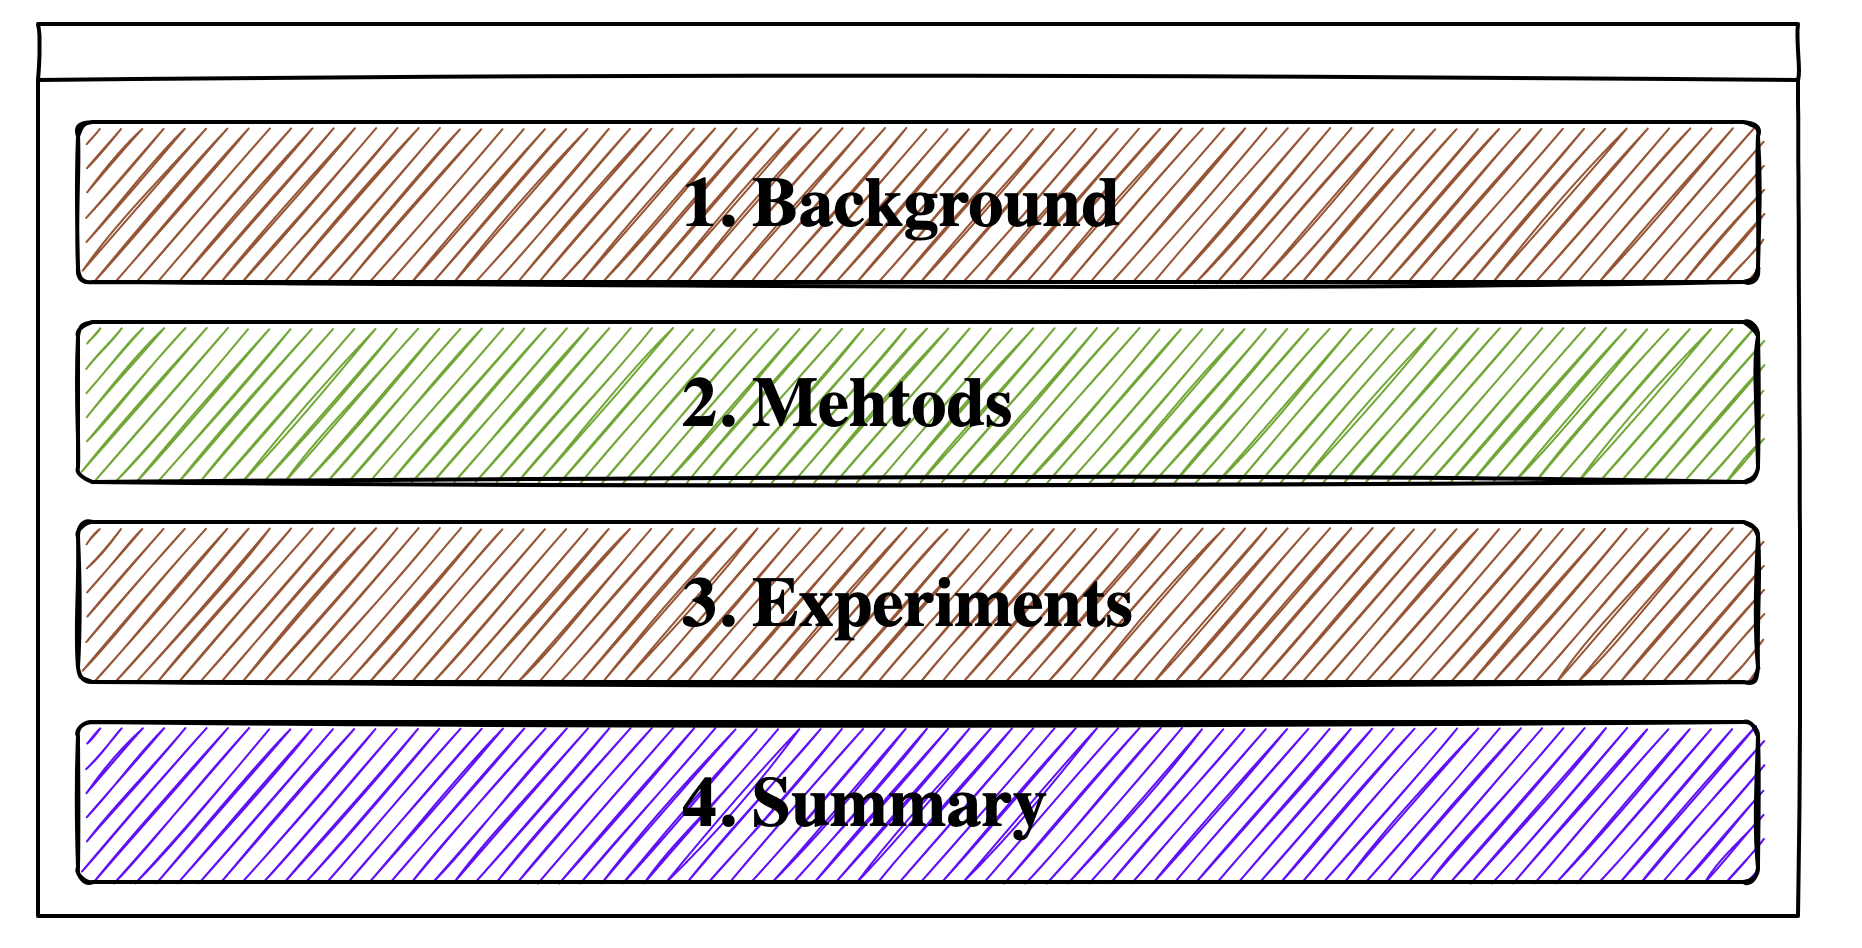 1. Background
2. Mehtods
3. Experiments
4. Summary